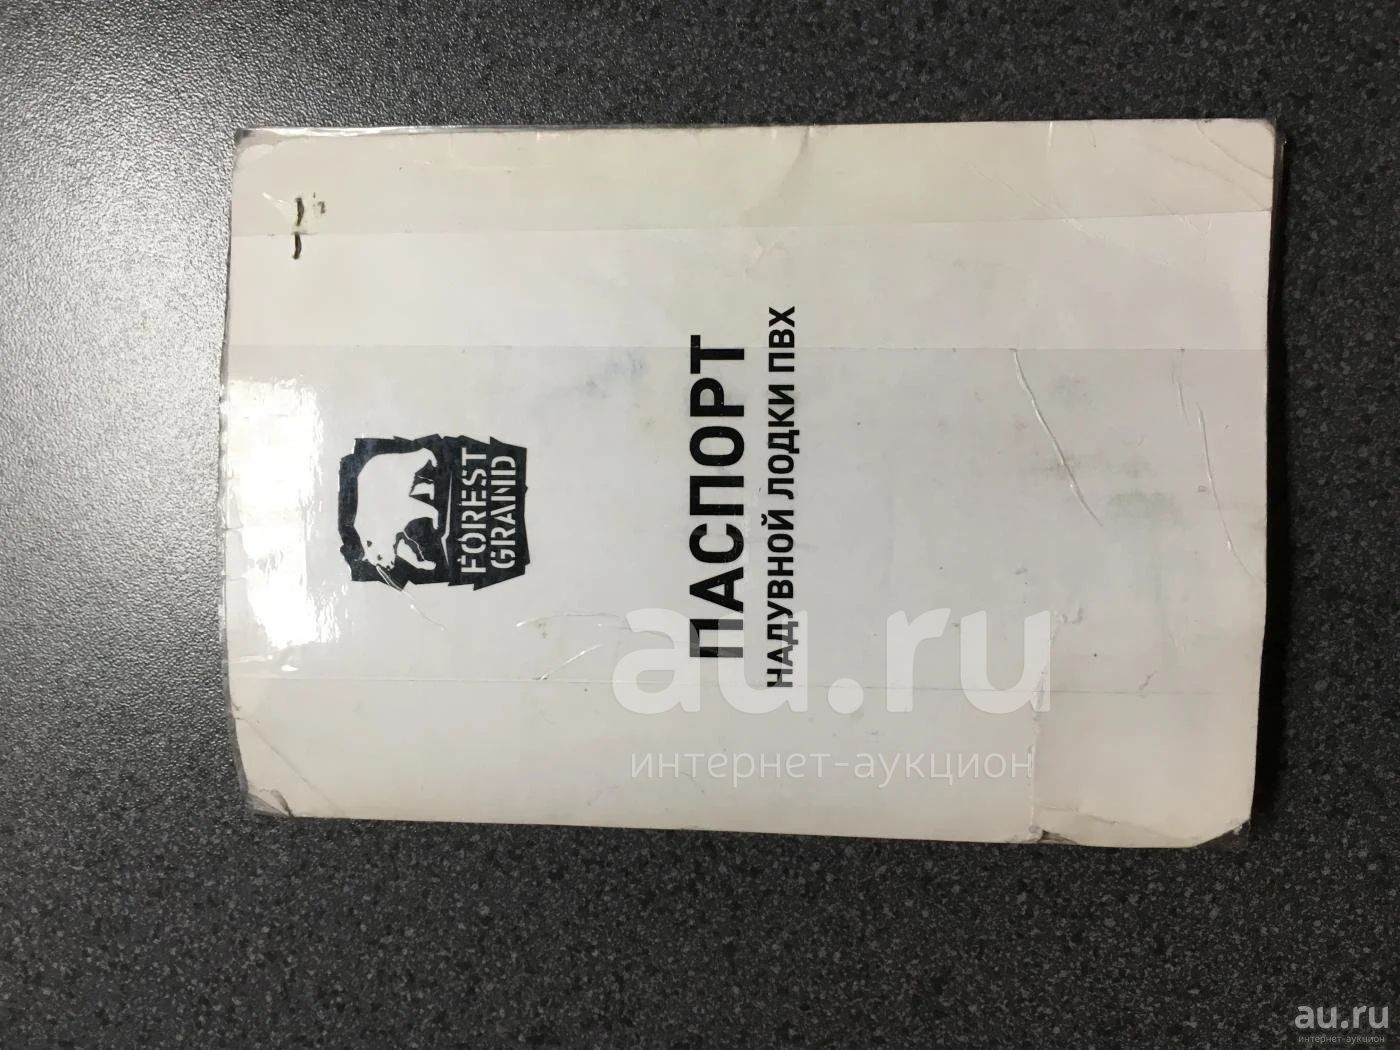 FOREST
GRAND
ПАСПОРТ
НАДУВНОЙ ЛОДКИ ПВХ
au.ru
интернет-аукцион
au.ru
интернет-аукцион